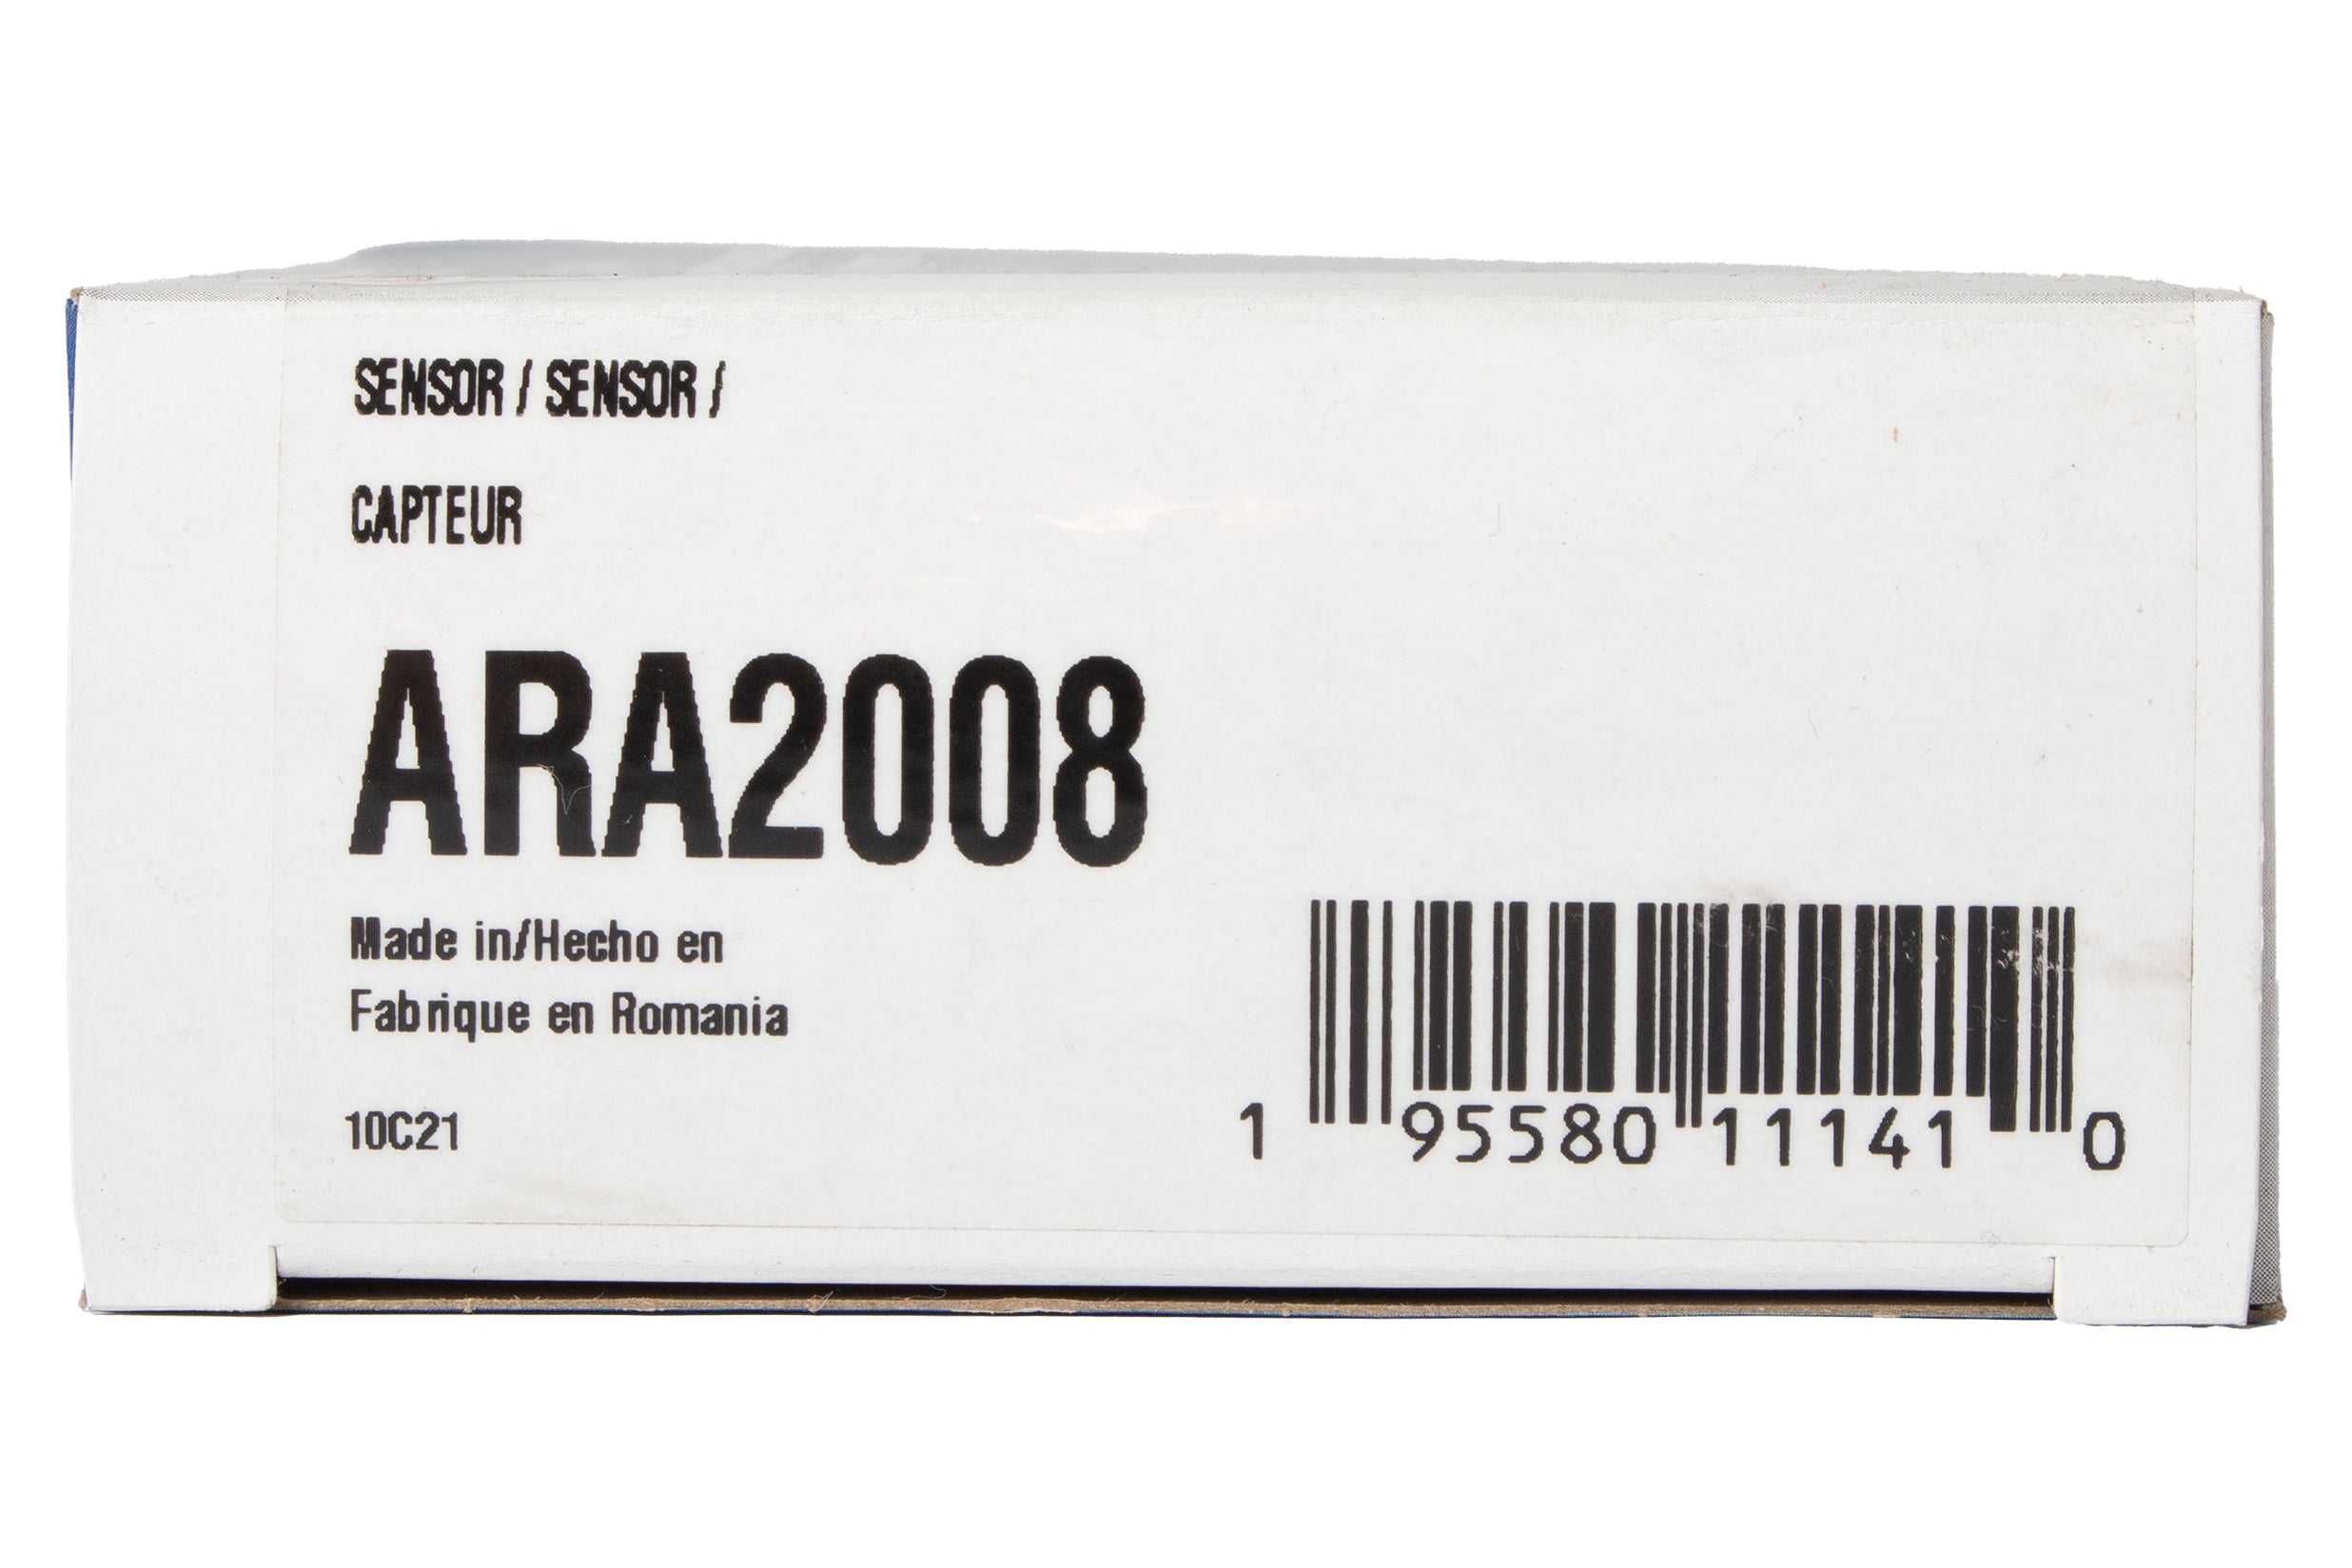 SENSOR / SENSOR /
CAPTEUR
ARA2008
Made in/Hecho en
Fabrique en Romania
10C21
1 95580 11141 0